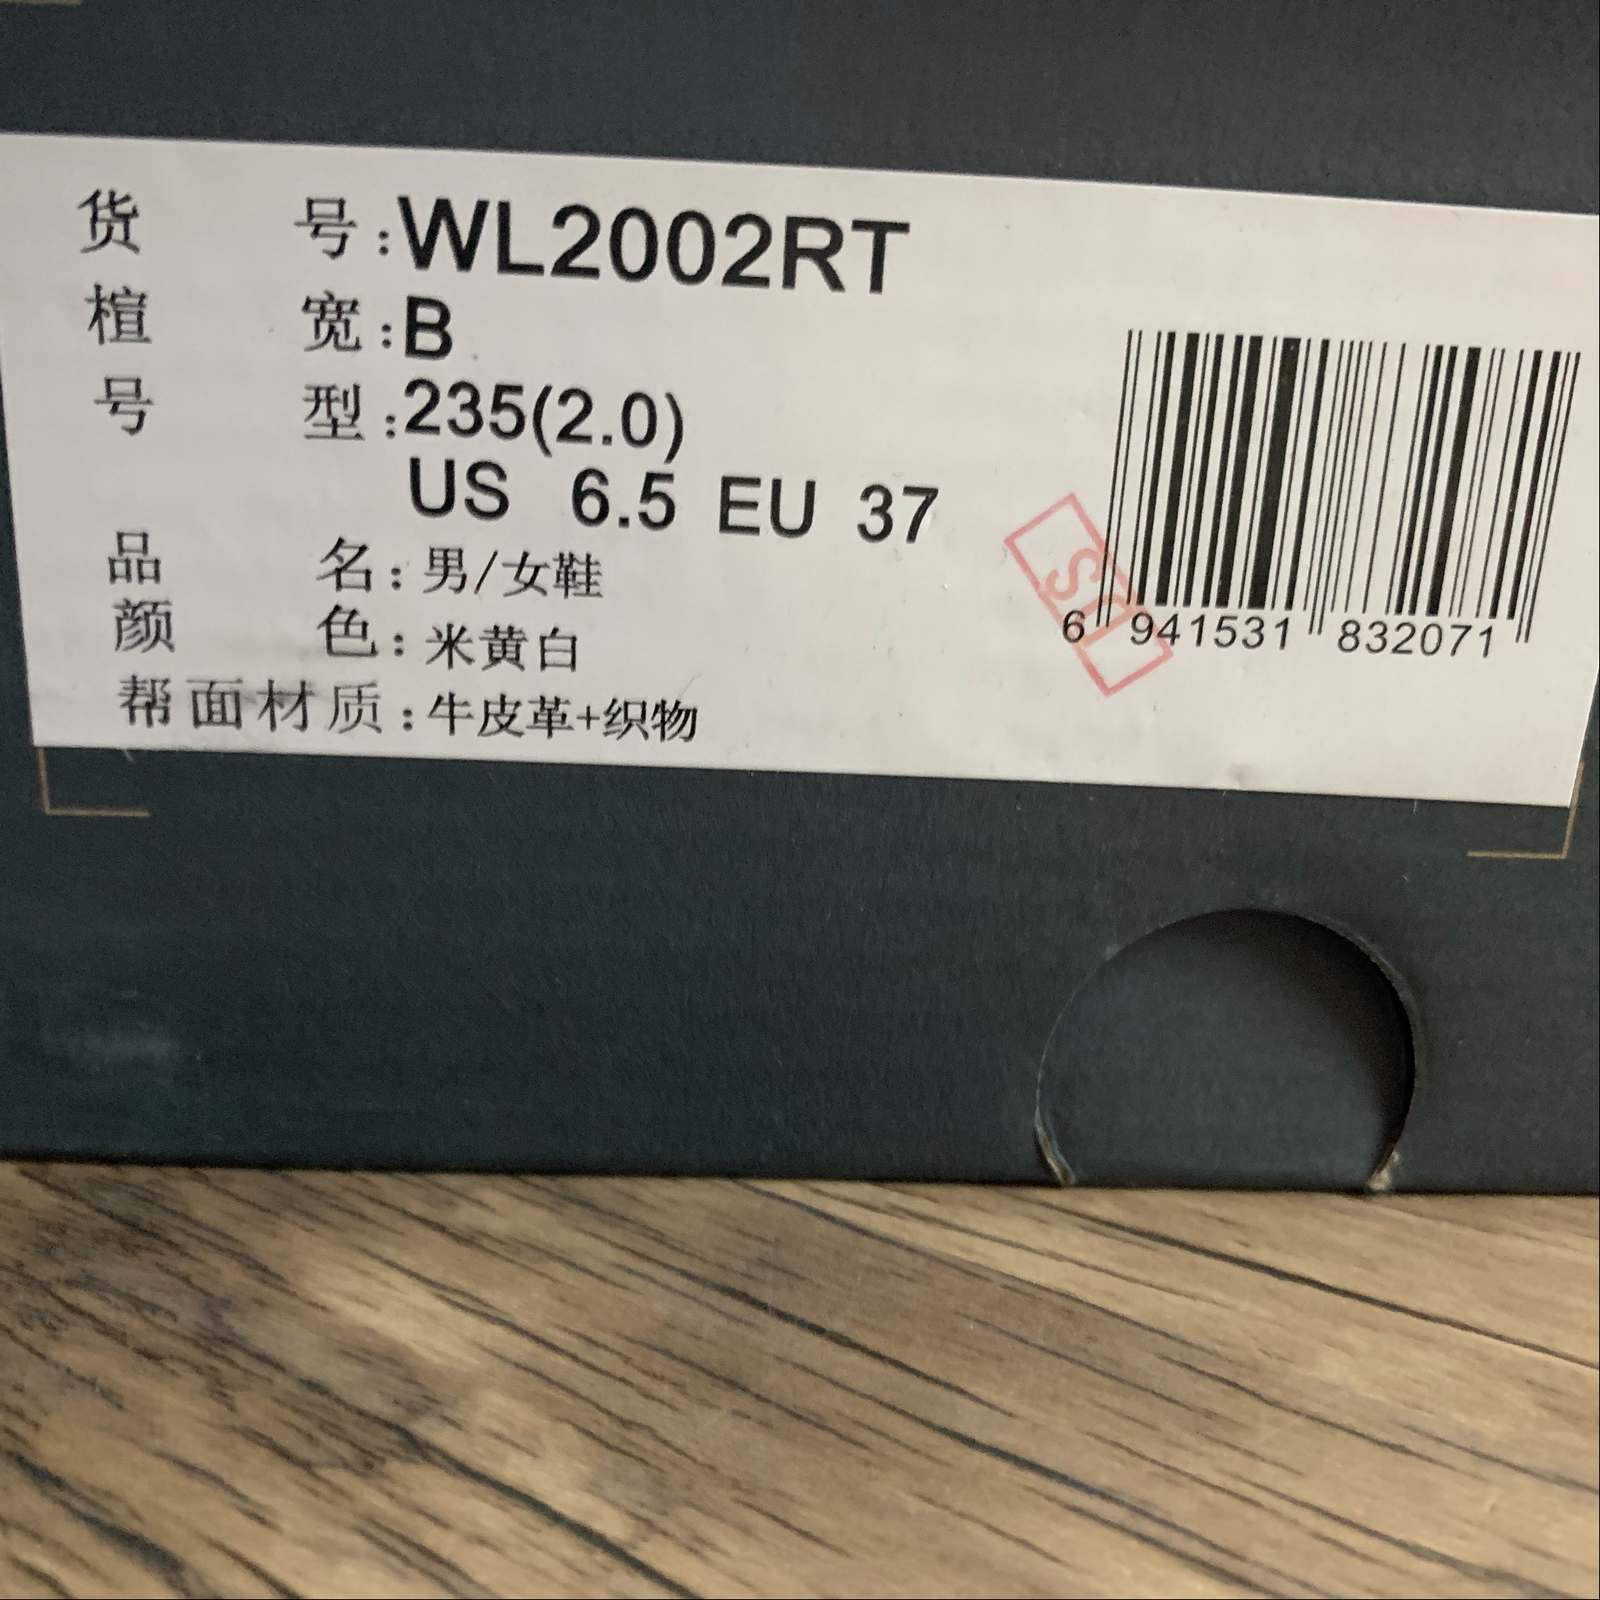 货 号:WL2002RT
楦 宽:B
号 型:235(2.0)
US 6.5 EU 37
品 名:男/女鞋
颜 色:米黄白
帮面材质:牛皮革+织物
6 941531 832071